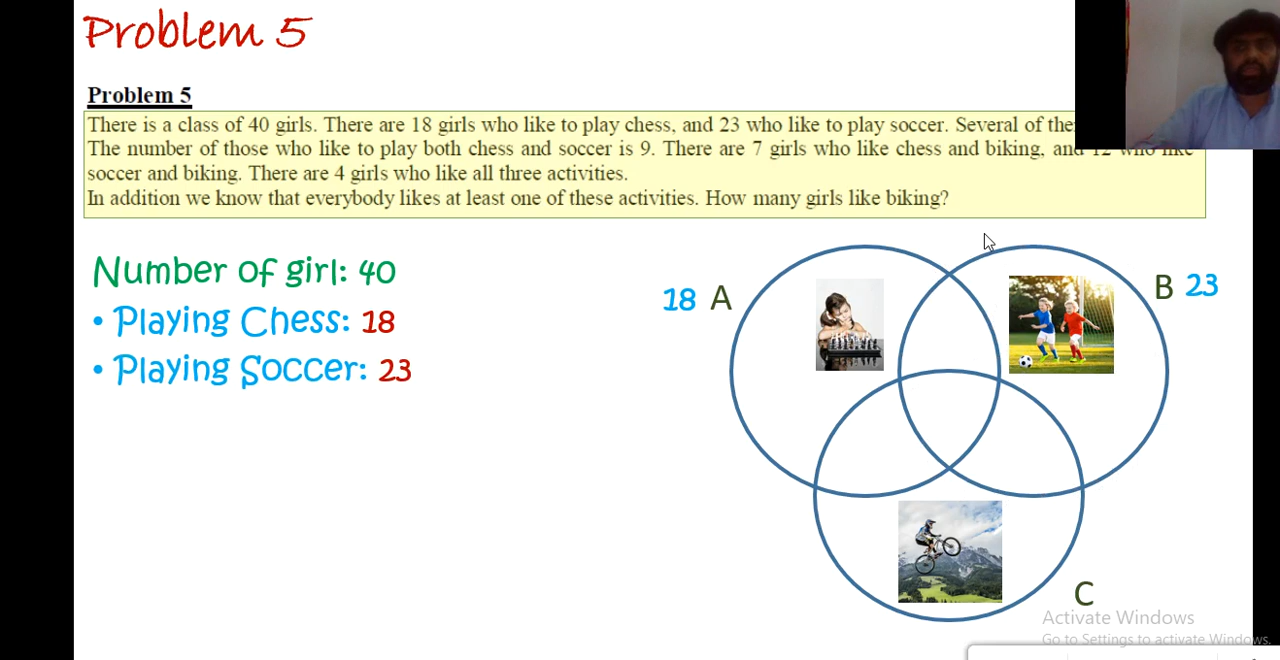 Problem 5
Problem 5
There is a class of 40 girls. There are 18 girls who like to play chess, and 23 who like to play soccer. Several of
The number of those who like to play both chess and soccer is 9. There are 7 girls who like chess and biking, and 12 who like
soccer and biking. There are 4 girls who like all three activities.
In addition we know that everybody likes at least one of these activities. How many girls like biking?
Number of girl: 40
• Playing Chess: 18
• Playing Soccer: 23
18 A
B 23
C
Activate Windows
Go to Settings to activate Windows.